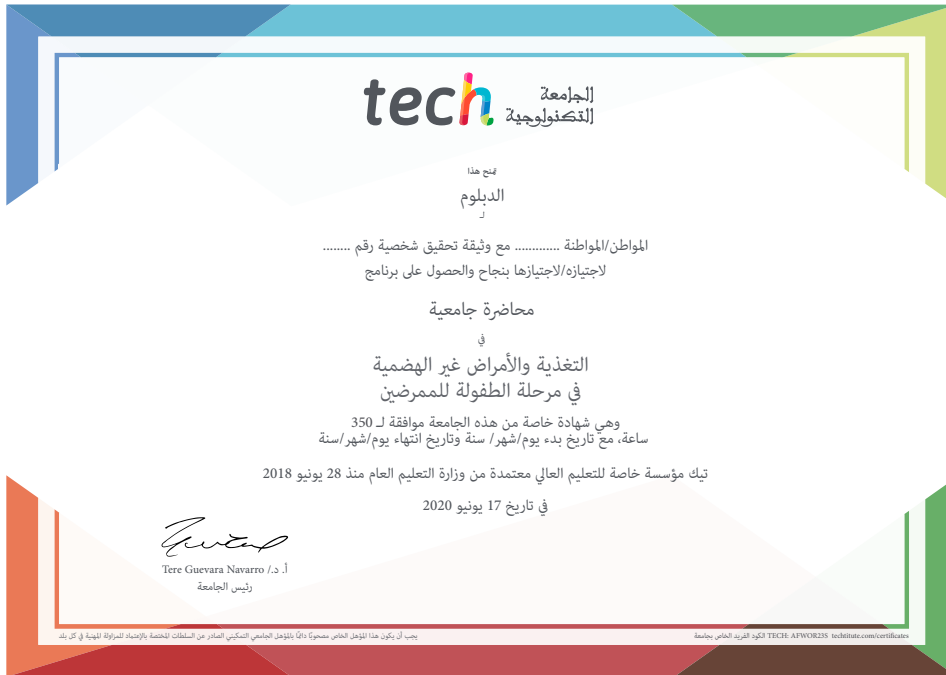 tech الجامعة
التكنولوجية
تمنح هذا
الدبلوم
لـ
المواطن/المواطنة ............ مع وثيقة تحقيق شخصية رقم ........
لاجتيازه/لاجتيازها بنجاح والحصول على برنامج
محاضرة جامعية
في
التغذية والأمراض غير الهضمية
في مرحلة الطفولة للممرضين
وهي شهادة خاصة من هذه الجامعة موافقة لـ 350
ساعة، مع تاريخ بدء يوم/شهر/ سنة وتاريخ انتهاء يوم/شهر/سنة
تيك مؤسسة خاصة للتعليم العالي معتمدة من وزارة التعليم العام منذ 28 يونيو 2018
في تاريخ 17 يونيو 2020
أ. د./ Tere Guevara Navarro
رئيس الجامعة
يجب أن يكون هذا المؤهل الخاص مصحوبًا دائمًا بالمؤهل الجامعي التمكيني الصادر عن السلطات المختصة بالإعتماد للمزاولة المهنية في كل بلد
الكود الفريد الخاص بجامعة TECH: AFWOR23S techtitute.com/certificates